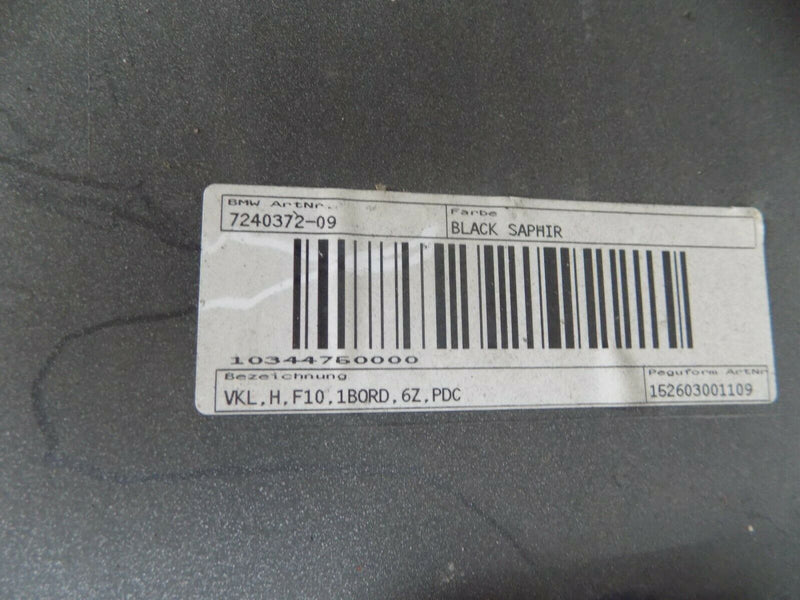 BMW ArtNr.
7240372-09
Farbe
BLACK SAPHIR
10344760000
Bezeichnung
VKL,H,F10,1BORD,6Z,PDC
Peguform ArtNr
152603001109